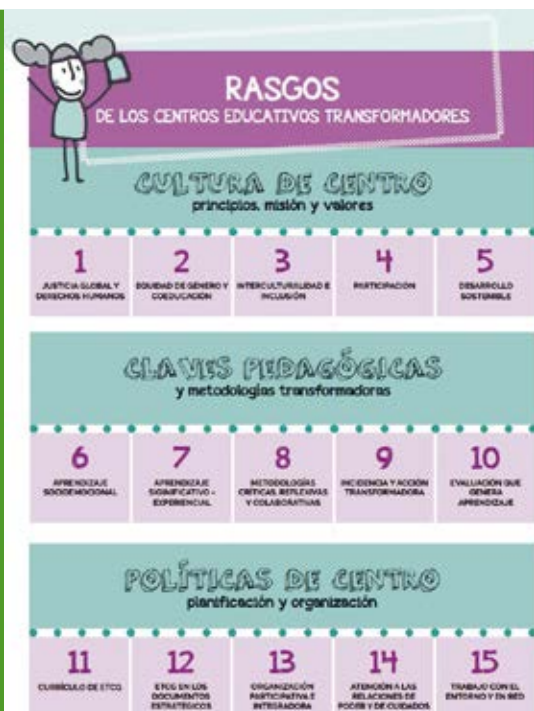 RASGOS
DE LOS CENTROS EDUCATIVOS TRANSFORMADORES
CULTURA DE CENTRO
principios, misión y valores
1
JUSTICIA GLOBAL Y
DERECHOS HUMANOS
2
EQUIDAD DE GÉNERO Y
COEDUCACIÓN
3
INTERCULTURALIDAD E
INCLUSIÓN
4
PARTICIPACIÓN
5
DESARROLLO
SOSTENIBLE
CLAVES PEDAGÓGICAS
y metodologías transformadoras
6
APRENDIZAJE
SOCIOEMOCIONAL
7
APRENDIZAJE
SIGNIFICATIVO -
EXPERIENCIAL
8
METODOLOGÍAS
CRÍTICAS, REFLEXIVAS
Y COLABORATIVAS
9
INCIDENCIA Y ACCIÓN
TRANSFORMADORA
10
EVALUACIÓN QUE
GENERA
APRENDIZAJE
POLÍTICAS DE CENTRO
planificación y organización
11
CURRÍCULO DE ETCG
12
ETCG EN LOS
DOCUMENTOS
ESTRATÉGICOS
13
ORGANIZACIÓN
PARTICIPATIVA E
INTEGRADORA
14
ATENCIÓN A LAS
RELACIONES DE
PODER Y DE CUIDADOS
15
TRABAJO CON EL
ENTORNO Y EN RED